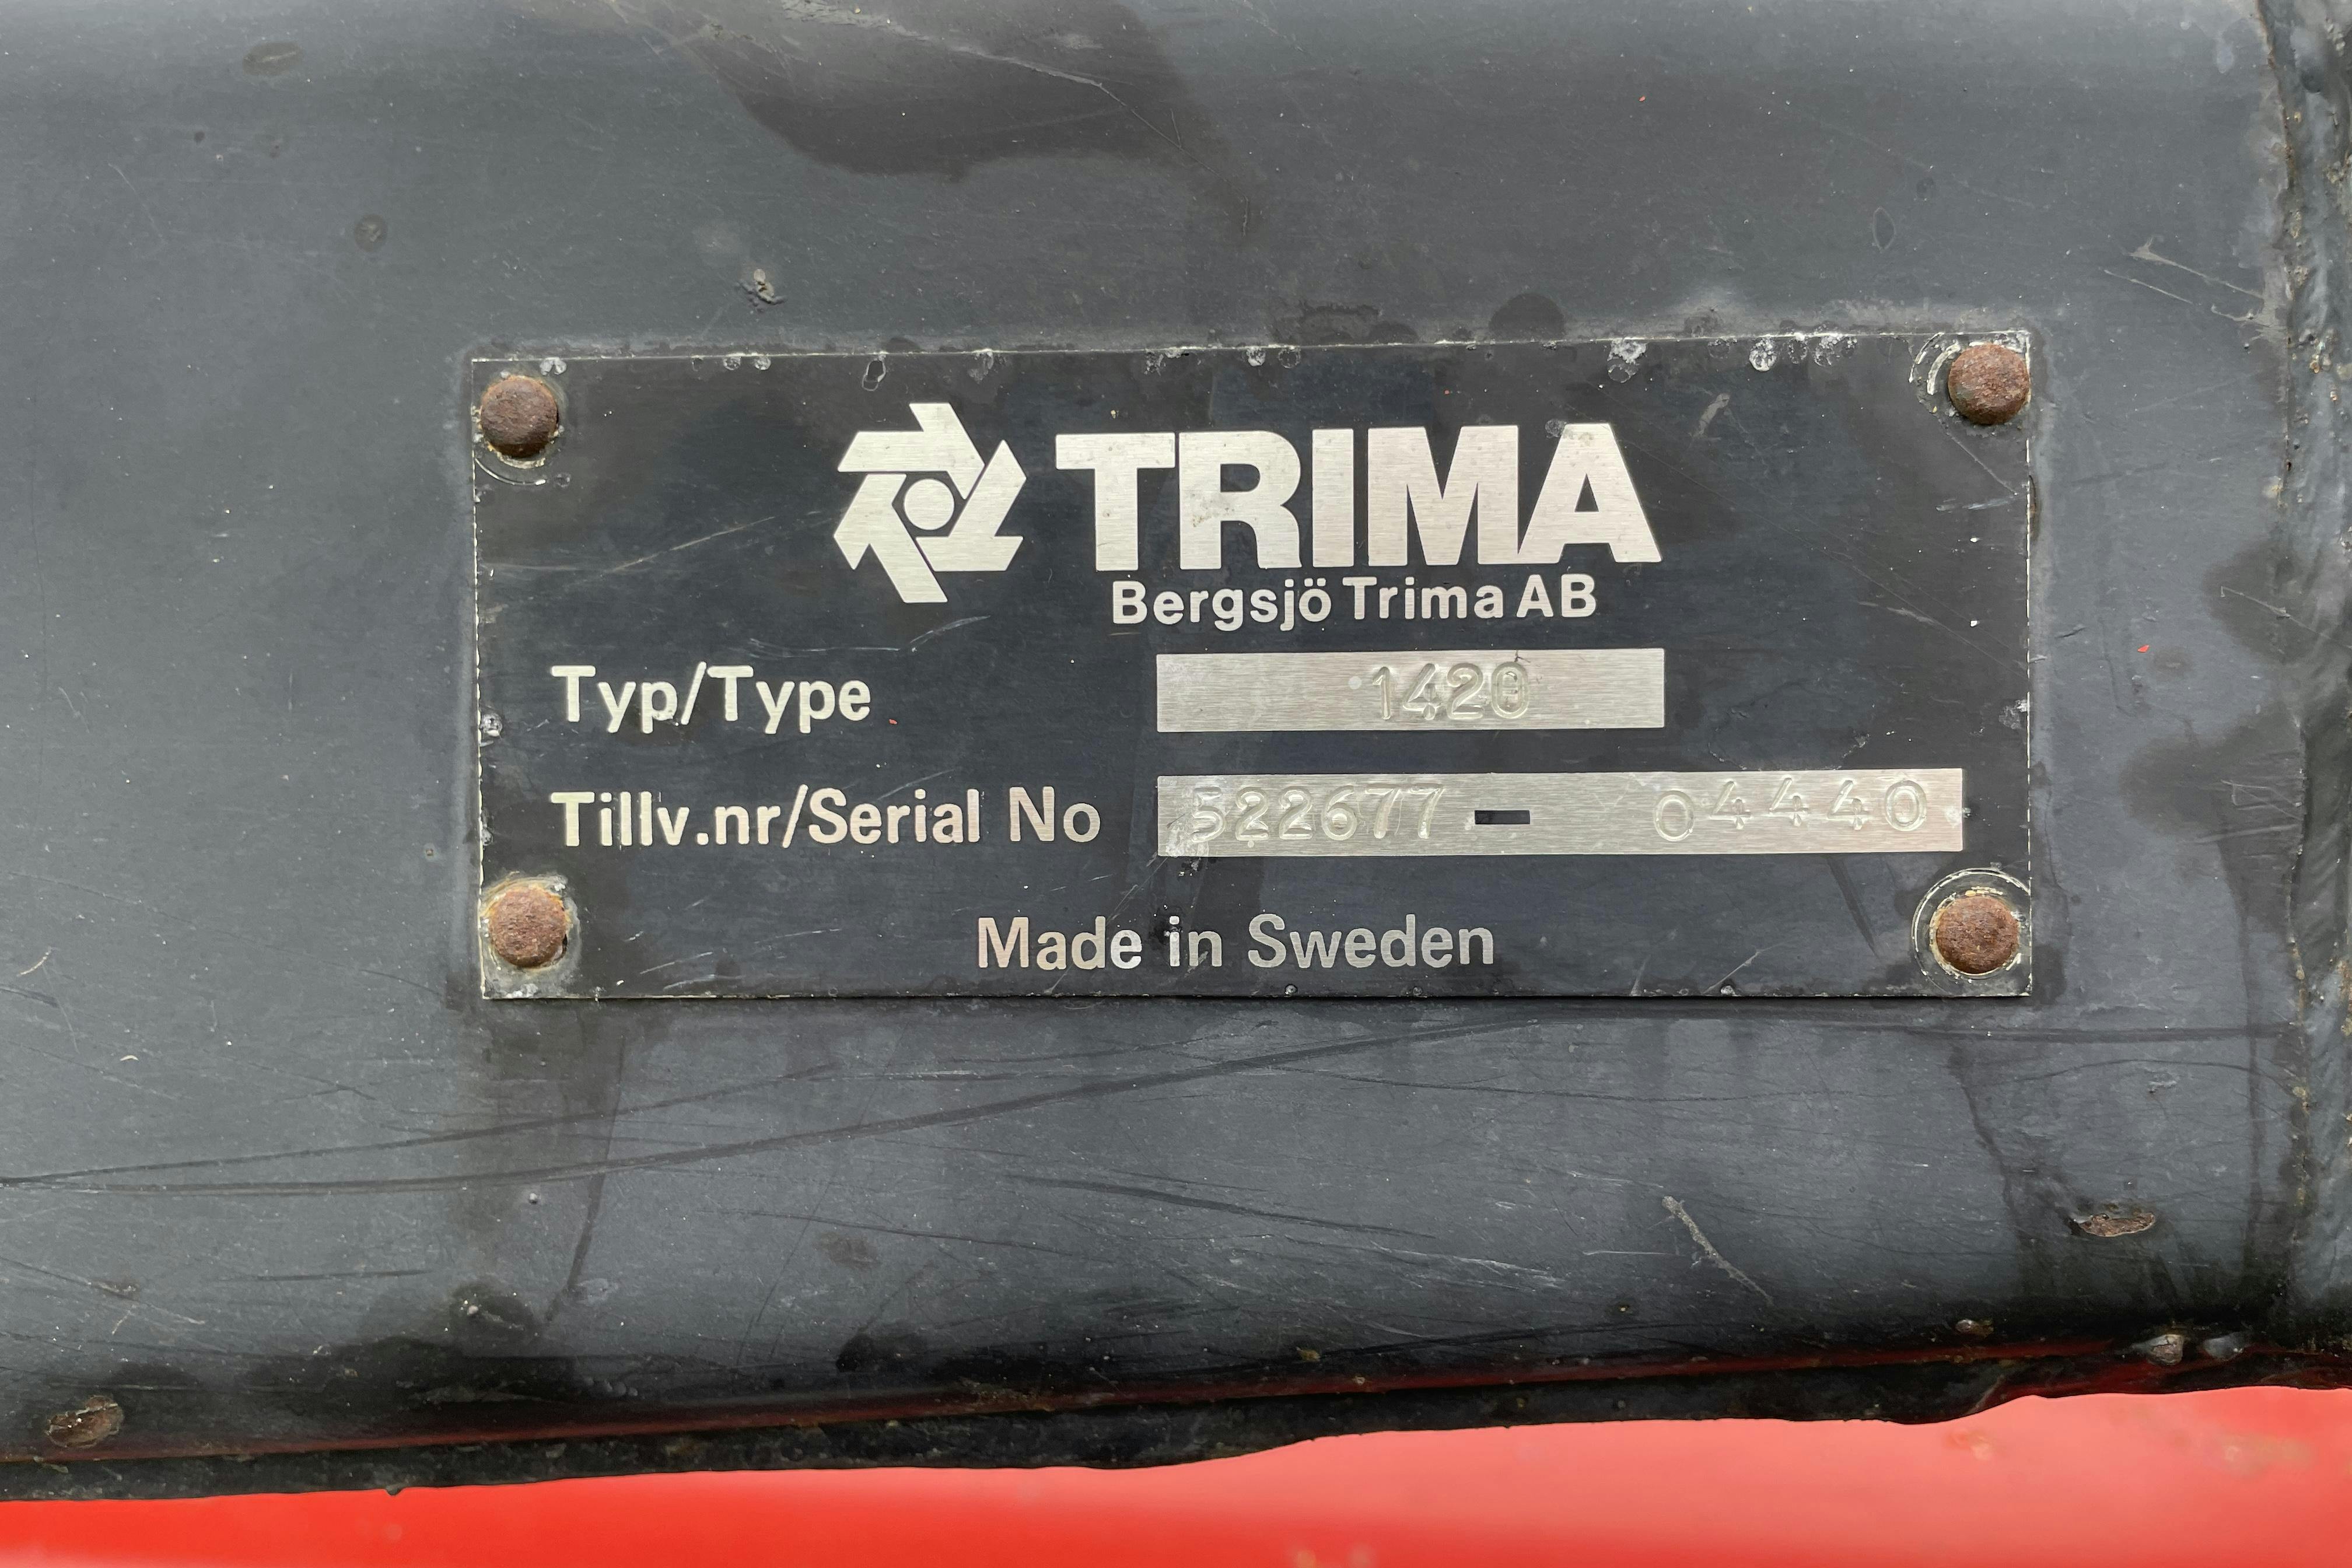 TRIMA
Bergsjö Trima AB
Typ/Type 1420
Tillv.nr/Serial No 522677 - 04440
Made in Sweden